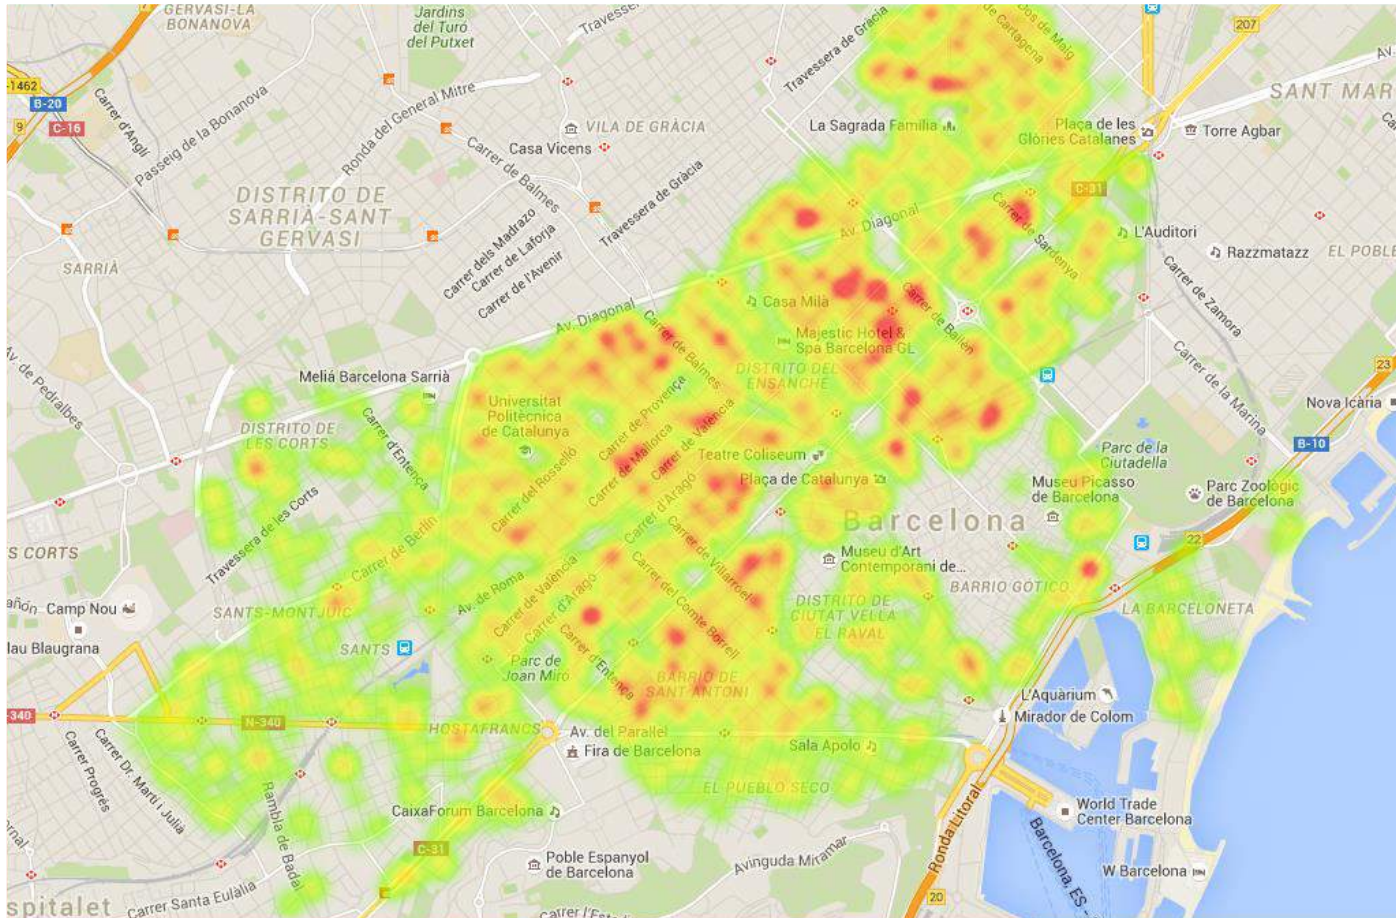 GERVASI-LA
BONANOVA
Jardins
del Turó
del Putxet
Travessera de Gràcia
Dos de Maig
de Cartagena
207
Av.
-1462
B-20
C-16
9
7
Carrer d'Anglí
Passeig de la Bonanova
Ronda del General Mitre
Travessera de Gràcia
SANT MAR
VILA DE GRÀCIA
Casa Vicens
La Sagrada Família
Plaça de les
Glòries Catalanes
Torre Agbar
Carrer de Balmes
DISTRITO DE
SARRIÀ-SANT
GERVASI
C-31
Carrer dels Madrazo
Carrer de Laforja
Carrer de l'Avenir
Av. Diagonal
Carrer de Sardenya
L'Auditori
Razzmatazz
EL POBLE
SARRIÀ
Carrer de Zamora
Casa Milà
Carrer de Bailèn
Av. Diagonal
Carrer de Balmes
Majestic Hotel &
Spa Barcelona GL
DISTRITO DEL
ENSANCHE
Av. de Pedralbes
Meliá Barcelona Sarrià
Carrer de la Marina
23
Nova Icària
Universitat
Politècnica
de Catalunya
Carrer de Provença
Carrer de València
Carrer de Mallorca
DISTRITO DE
LES CORTS
Carrer d'Entença
B-10
Parc de la
Ciutadella
Teatre Coliseum
Plaça de Catalunya
Museu Picasso
de Barcelona
Parc Zoològic
de Barcelona
Carrer del Rosselló
Carrer d'Aragó
Travessera de les Corts
Carrer de Berlín
Barcelona
22
S CORTS
Museu d'Art
Contemporani de...
Carrer de Villarroel
BARRIO GÓTICO
Av. de Roma
Carrer de València
Carrer d'Aragó
Carrer del Comte Borrell
Camp Nou
SANTS-MONTJUÏC
DISTRITO DE
CIUTAT VELLA
EL RAVAL
LA BARCELONETA
lau Blaugrana
SANTS
Parc de
Joan Miró
Carrer d'Entença
BARRIO DE
SANT ANTONI
L'Aquàrium
Mirador de Colom
-340
N-340
HOSTAFRANCS
Av. del Paral·lel
Fira de Barcelona
Sala Apolo
Carrer Progrés
Carrer Dr. Martí i Julià
Rambla de Badal
EL PUEBLO SECO
CaixaForum Barcelona
World Trade
Center Barcelona
Ronda Litoral
Barcelona, ES -
C-31
Poble Espanyol
de Barcelona
Avinguda Miramar
W Barcelona
spitalet
Carrer Santa Eulàlia
20